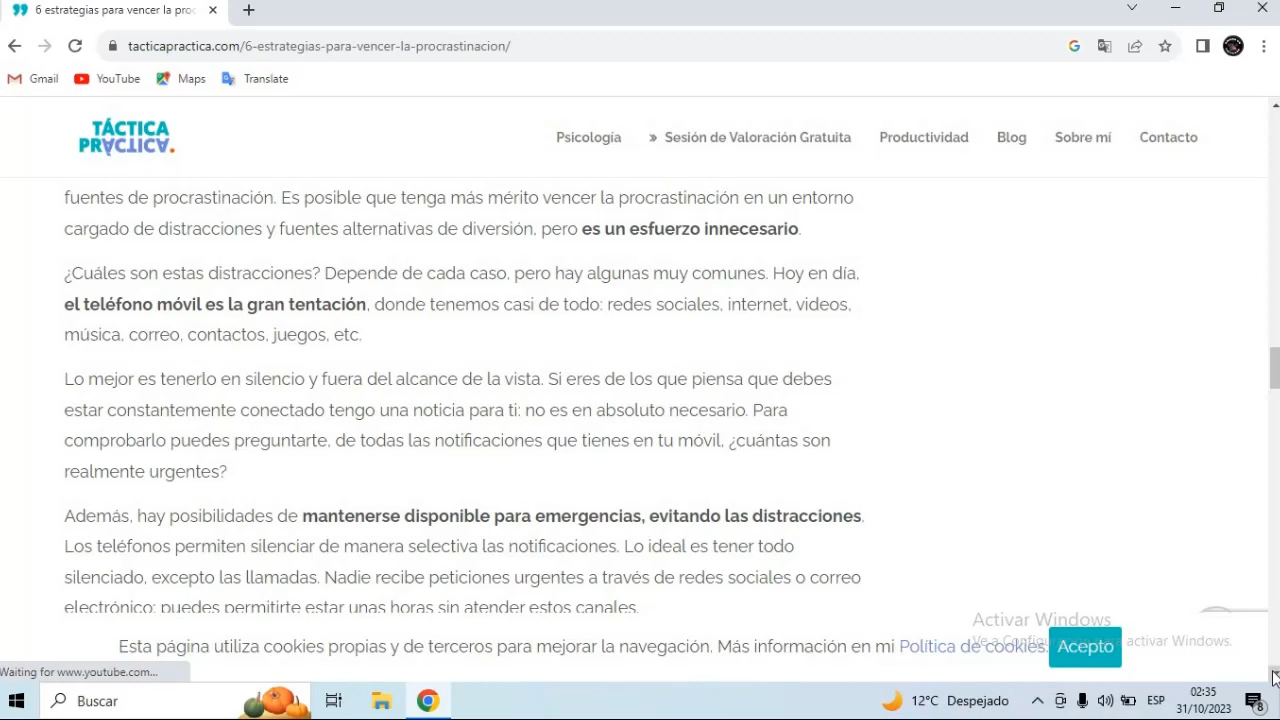 6 estrategias para vencer la proc
tacticapractica.com/6-estrategias-para-vencer-la-procrastinacion/
Gmail
YouTube
Maps
Translate
TÁCTICA
PRÁCTICA.
Psicología
» Sesión de Valoración Gratuita
Productividad
Blog
Sobre mí
Contacto
fuentes de procrastinación. Es posible que tenga más mérito vencer la procrastinación en un entorno
cargado de distracciones y fuentes alternativas de diversión, pero es un esfuerzo innecesario.
¿Cuáles son estas distracciones? Depende de cada caso, pero hay algunas muy comunes. Hoy en día,
el teléfono móvil es la gran tentación, donde tenemos casi de todo: redes sociales, internet, videos,
música, correo, contactos, juegos, etc.
Lo mejor es tenerlo en silencio y fuera del alcance de la vista. Si eres de los que piensa que debes
estar constantemente conectado tengo una noticia para ti: no es en absoluto necesario. Para
comprobarlo puedes preguntarte, de todas las notificaciones que tienes en tu móvil, ¿cuántas son
realmente urgentes?
Además, hay posibilidades de mantenerse disponible para emergencias, evitando las distracciones.
Los teléfonos permiten silenciar de manera selectiva las notificaciones. Lo ideal es tener todo
silenciado, excepto las llamadas. Nadie recibe peticiones urgentes a través de redes sociales o correo
electrónico: puedes permitirte estar unas horas sin atender estos canales.
Activar Windows
Ve a Configuración para activar Windows.
Esta página utiliza cookies propias y de terceros para mejorar la navegación. Más información en mi Política de cookies.
Acepto
Waiting for www.youtube.com...
Buscar
12°C Despejado
ESP
02:35
31/10/2023
8